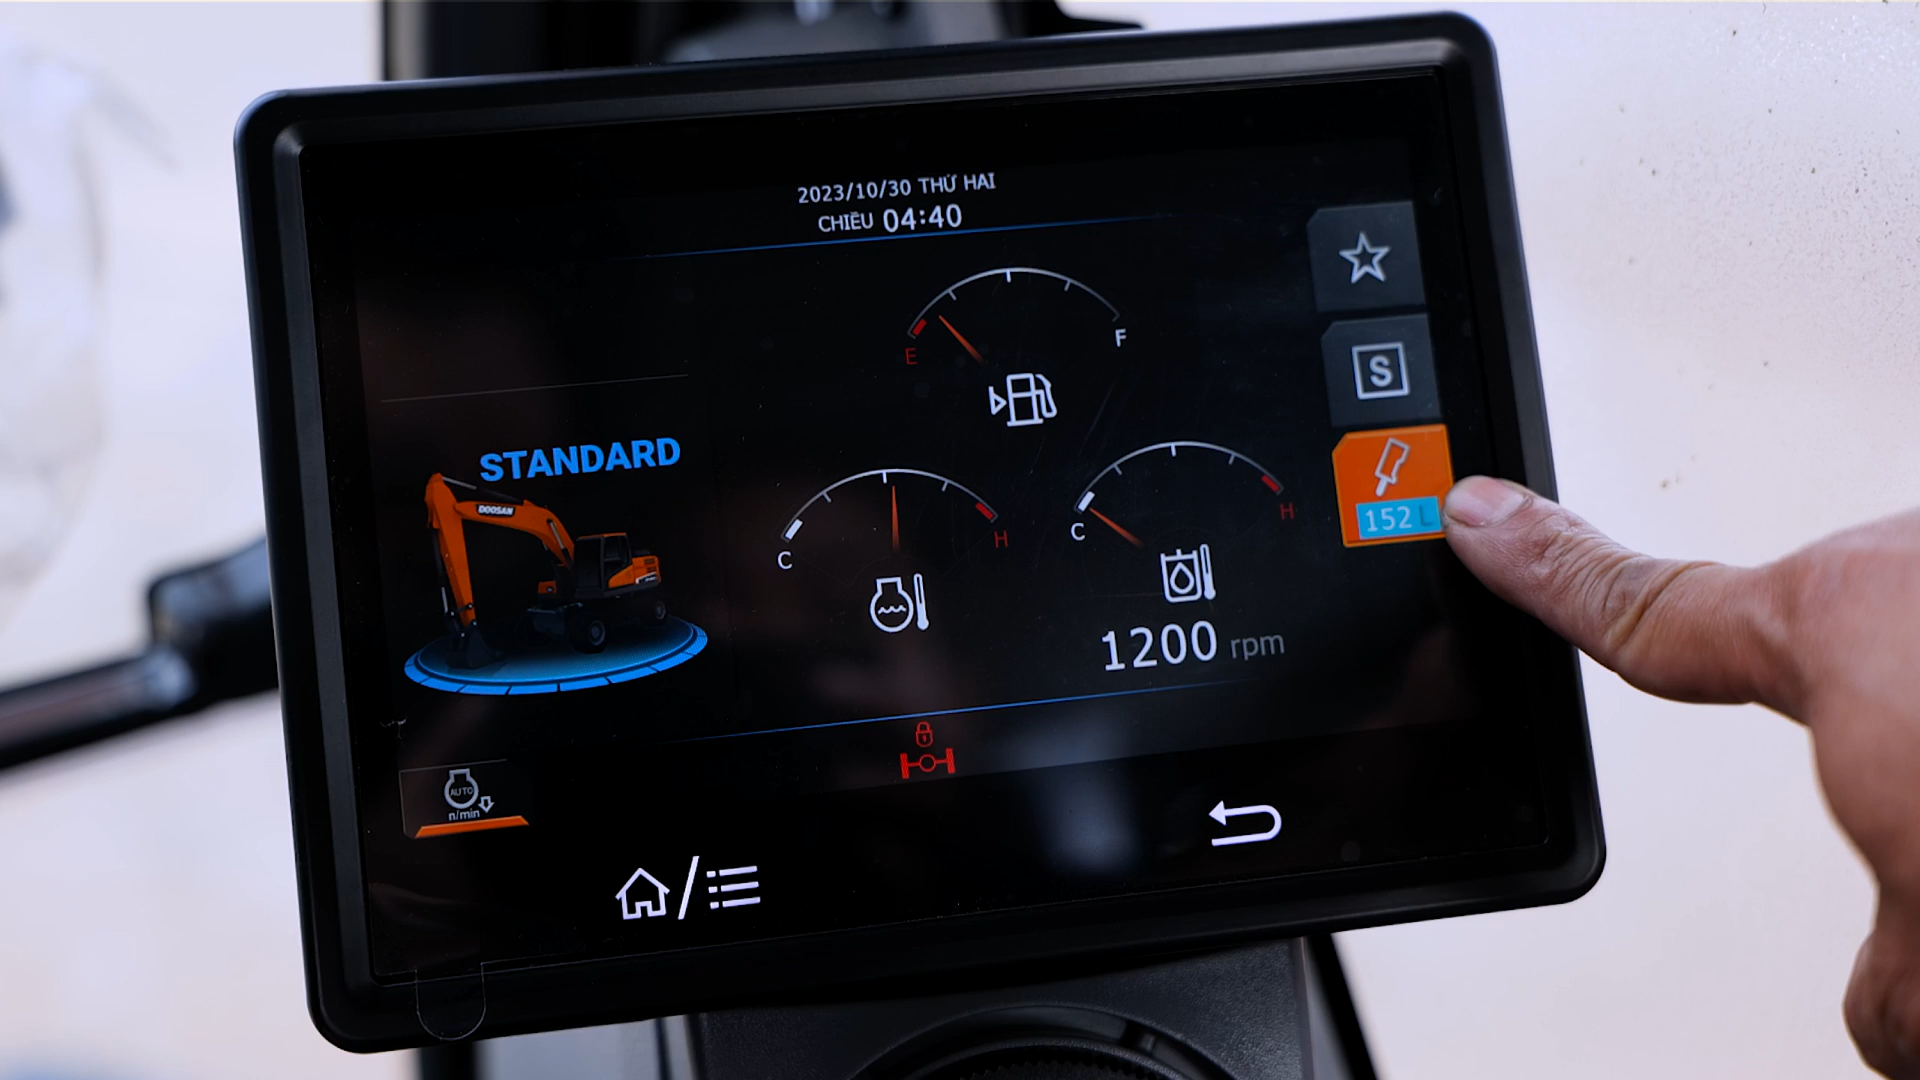 2023/10/30 THỨ HAI
CHIỀU 04:40
E
F
S
STANDARD
DOOSAN
C
H
C
H
152 L
1200 rpm
AUTO
n/min